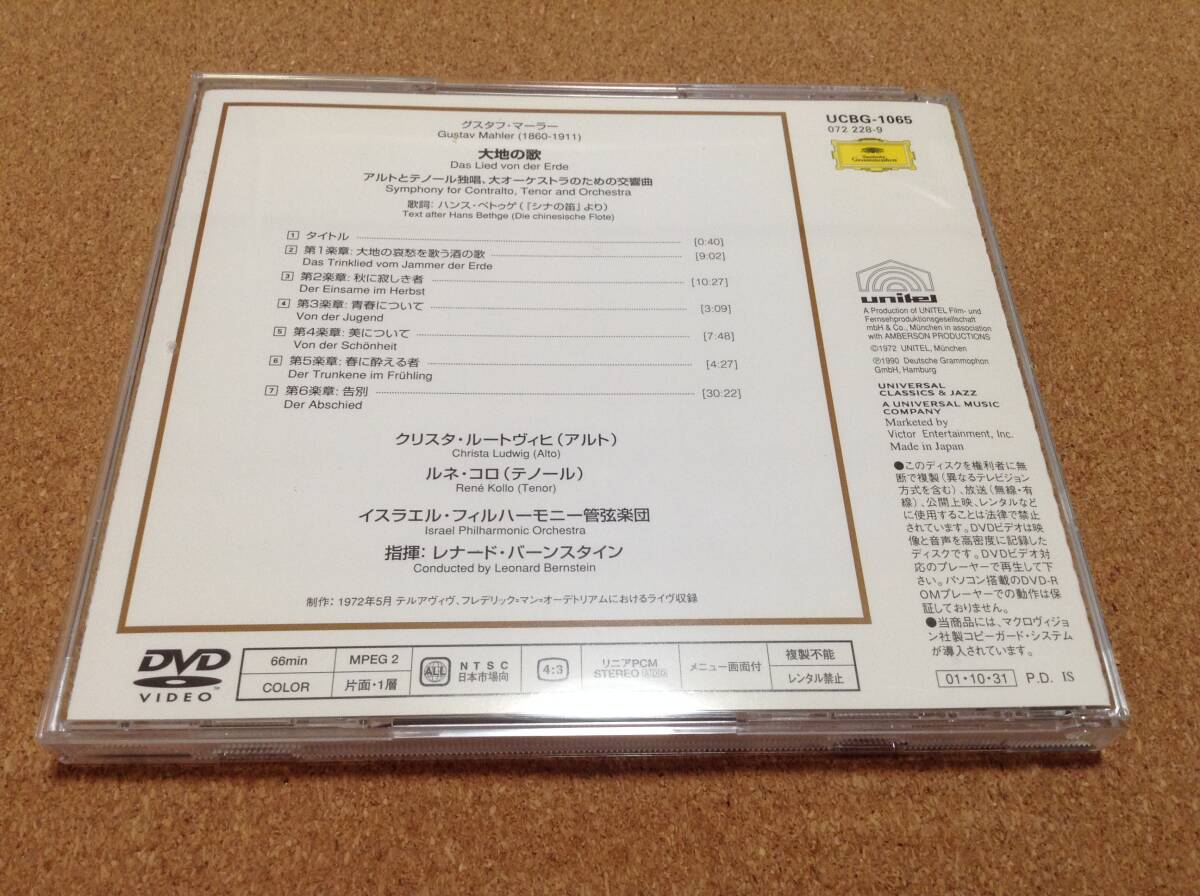 グスタフ・マーラー
Gustav Mahler (1860-1911)
大地の歌
Das Lied von der Erde
アルトとテノール独唱、大オーケストラのための交響曲
Symphony for Contralto, Tenor and Orchestra
歌詞：ハンス・ベトゥゲ（『シナの笛』より）
Text after Hans Bethge (Die chinesische Flote)
1 タイトル [0:40]
2 第1楽章：大地の哀愁を歌う酒の歌 [9:02]
Das Trinklied vom Jammer der Erde
3 第2楽章：秋に寂しき者 [10:27]
Der Einsame im Herbst
4 第3楽章：青春について [3:09]
Von der Jugend
5 第4楽章：美について [7:48]
Von der Schönheit
6 第5楽章：春に酔える者 [4:27]
Der Trunkene im Frühling
7 第6楽章：告別 [30:22]
Der Abschied
クリスタ・ルートヴィヒ（アルト）
Christa Ludwig (Alto)
ルネ・コロ（テノール）
René Kollo (Tenor)
イスラエル・フィルハーモニー管弦楽団
Israel Philharmonic Orchestra
指揮：レナード・バーンスタイン
Conducted by Leonard Bernstein
制作：1972年5月 テルアヴィヴ、フレデリック=マン=オーデトリアムにおけるライヴ収録
UCBG-1065
072 228-9
Deutsche
Grammophon
unitel
A Production of UNITEL Film- und
Fernsehproduktionsgesellschaft
mbH & Co., München in association
with AMBERSON PRODUCTIONS
©1972 UNITEL, München
℗1990 Deutsche Grammophon
GmbH, Hamburg
UNIVERSAL
CLASSICS & JAZZ
A UNIVERSAL MUSIC
COMPANY
Marketed by
Victor Entertainment, Inc.
Made in Japan
●このディスクを権利者に無
断で複製（異なるテレビジョン
方式を含む）、放送（無線・有
線）、公開上映、レンタルなど
に使用することは法律で禁止
されています。DVDビデオは映
像と音声を高密度に記録した
ディスクです。DVDビデオ対
応のプレーヤーで再生して下
さい。パソコン搭載のDVD-R
OMプレーヤーでの動作は保
証しておりません。
●当商品には、マクロヴィジョ
ン社製コピーガード・システム
が導入されています。
01・10・31 P.D. IS
DVD
VIDEO™
66min
COLOR
MPEG 2
片面・1層
ALL
NTSC
日本市場向
4:3
リニアPCM
STEREO AUDIO
メニュー画面付
複製不能
レンタル禁止